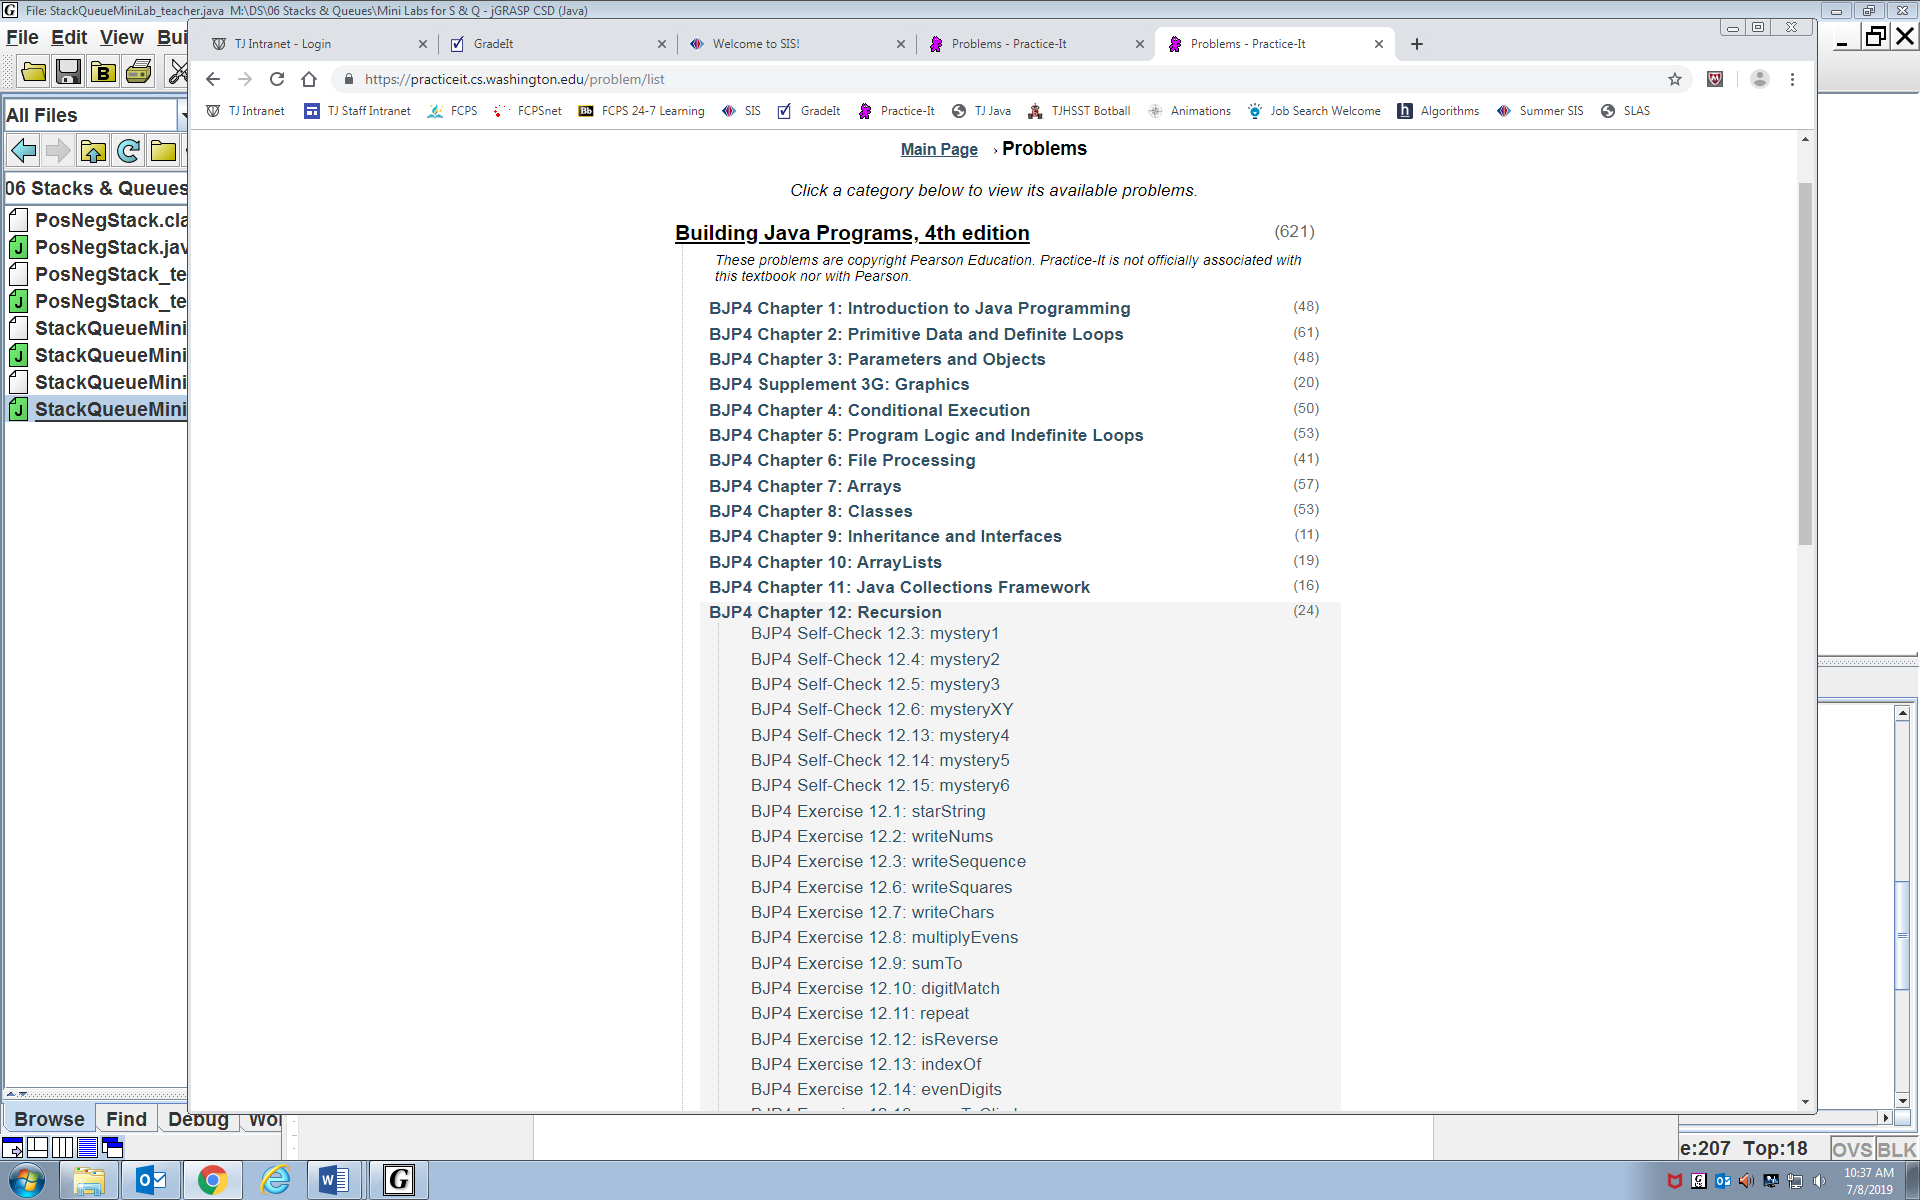 File: StackQueueMiniLab_teacher.java  M:\DS\06 Stacks & Queues\Mini Labs for S & Q - jGRASP CSD (Java)
File Edit View Bui
TJ Intranet - Login
GradeIt
Welcome to SIS!
Problems - Practice-It
Problems - Practice-It
https://practiceit.cs.washington.edu/problem/list
TJ Intranet
TJ Staff Intranet
FCPS
FCPSnet
Bb FCPS 24-7 Learning
SIS
GradeIt
Practice-It
TJ Java
TJHSST Botball
Animations
Job Search Welcome
h Algorithms
Summer SIS
SLAS
All Files
06 Stacks & Queues
PosNegStack.cla
PosNegStack.jav
PosNegStack_te
PosNegStack_te
StackQueueMini
StackQueueMini
StackQueueMini
StackQueueMini
Main Page › Problems
Click a category below to view its available problems.
Building Java Programs, 4th edition (621)
These problems are copyright Pearson Education. Practice-It is not officially associated with
this textbook nor with Pearson.
BJP4 Chapter 1: Introduction to Java Programming (48)
BJP4 Chapter 2: Primitive Data and Definite Loops (61)
BJP4 Chapter 3: Parameters and Objects (48)
BJP4 Supplement 3G: Graphics (20)
BJP4 Chapter 4: Conditional Execution (50)
BJP4 Chapter 5: Program Logic and Indefinite Loops (53)
BJP4 Chapter 6: File Processing (41)
BJP4 Chapter 7: Arrays (57)
BJP4 Chapter 8: Classes (53)
BJP4 Chapter 9: Inheritance and Interfaces (11)
BJP4 Chapter 10: ArrayLists (19)
BJP4 Chapter 11: Java Collections Framework (16)
BJP4 Chapter 12: Recursion (24)
BJP4 Self-Check 12.3: mystery1
BJP4 Self-Check 12.4: mystery2
BJP4 Self-Check 12.5: mystery3
BJP4 Self-Check 12.6: mysteryXY
BJP4 Self-Check 12.13: mystery4
BJP4 Self-Check 12.14: mystery5
BJP4 Self-Check 12.15: mystery6
BJP4 Exercise 12.1: starString
BJP4 Exercise 12.2: writeNums
BJP4 Exercise 12.3: writeSequence
BJP4 Exercise 12.6: writeSquares
BJP4 Exercise 12.7: writeChars
BJP4 Exercise 12.8: multiplyEvens
BJP4 Exercise 12.9: sumTo
BJP4 Exercise 12.10: digitMatch
BJP4 Exercise 12.11: repeat
BJP4 Exercise 12.12: isReverse
BJP4 Exercise 12.13: indexOf
BJP4 Exercise 12.14: evenDigits
Browse Find Debug Wo
e:207 Top:18 OVS BLK
10:37 AM
7/8/2019